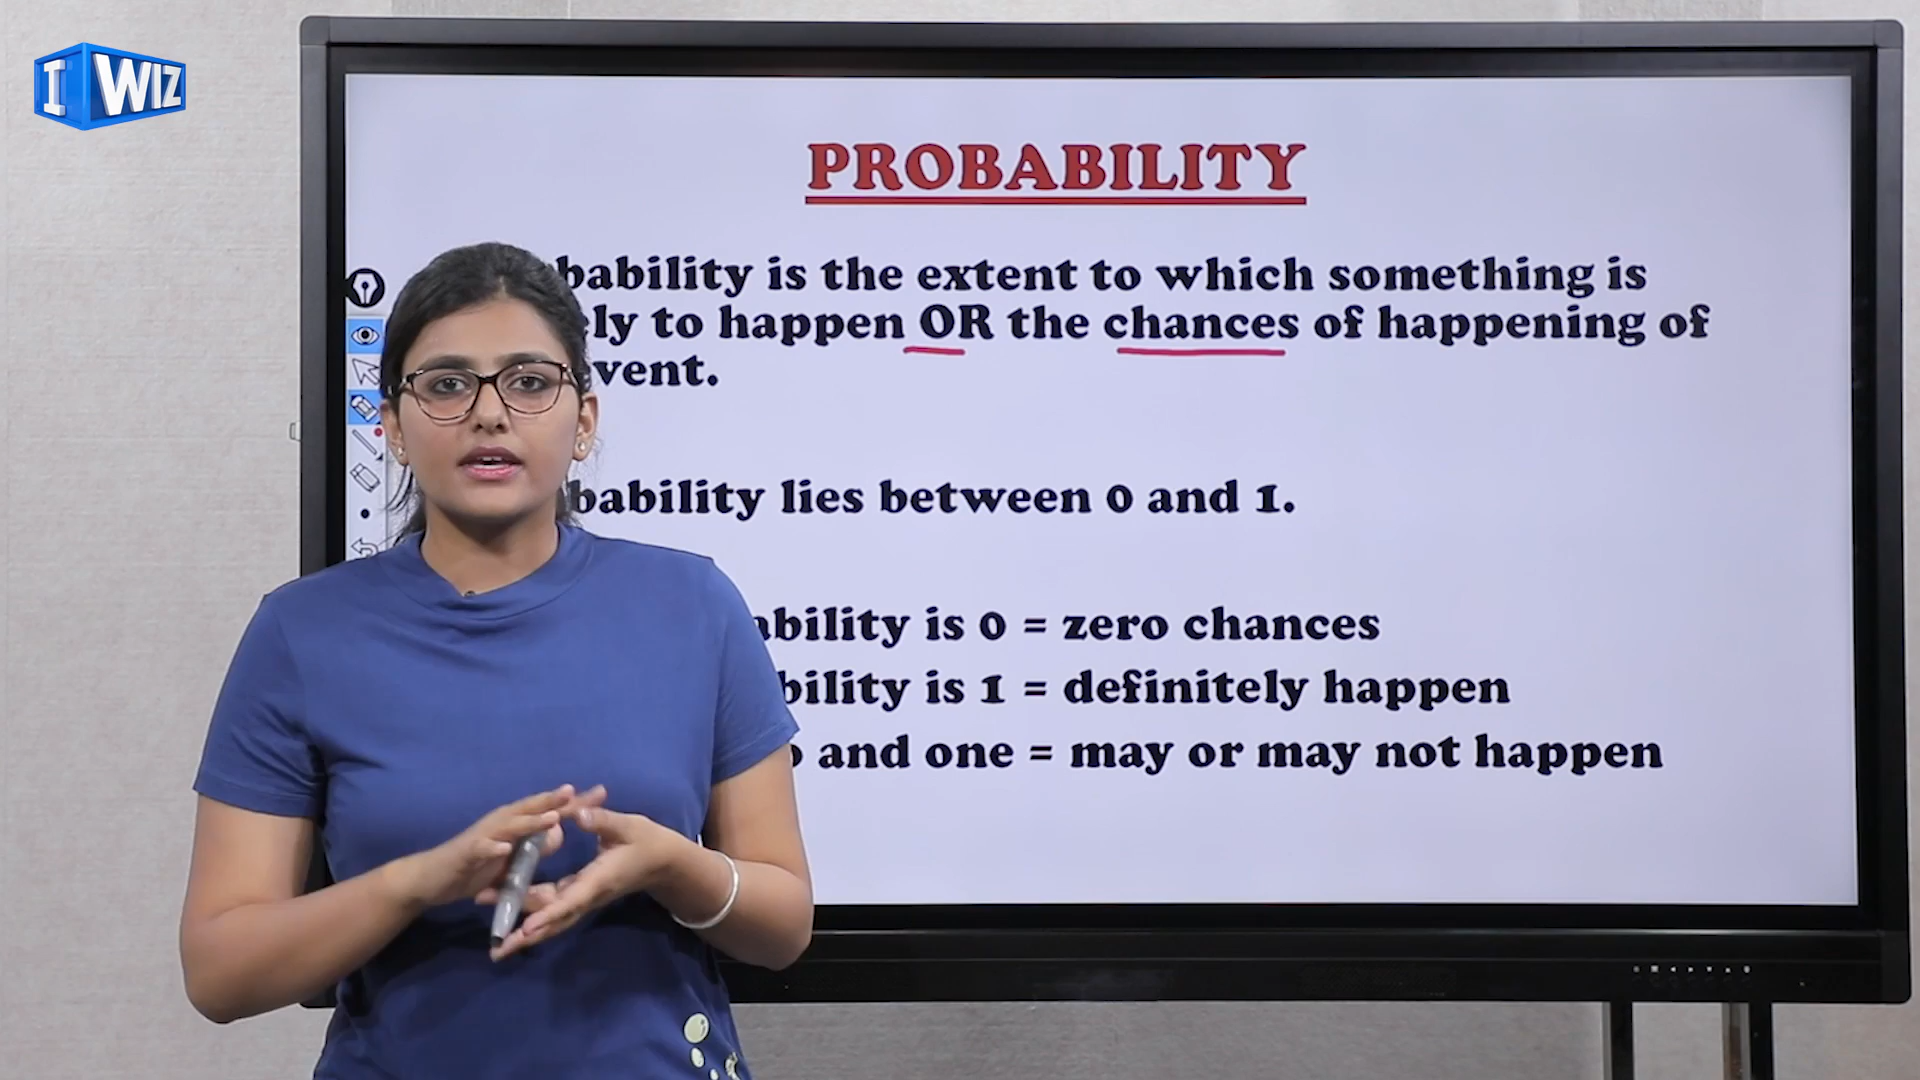 I WIZ
PROBABILITY
bability is the extent to which something is
ly to happen OR the chances of happening of
vent.
bability lies between 0 and 1.
ability is 0 = zero chances
bility is 1 = definitely happen
o and one = may or may not happen